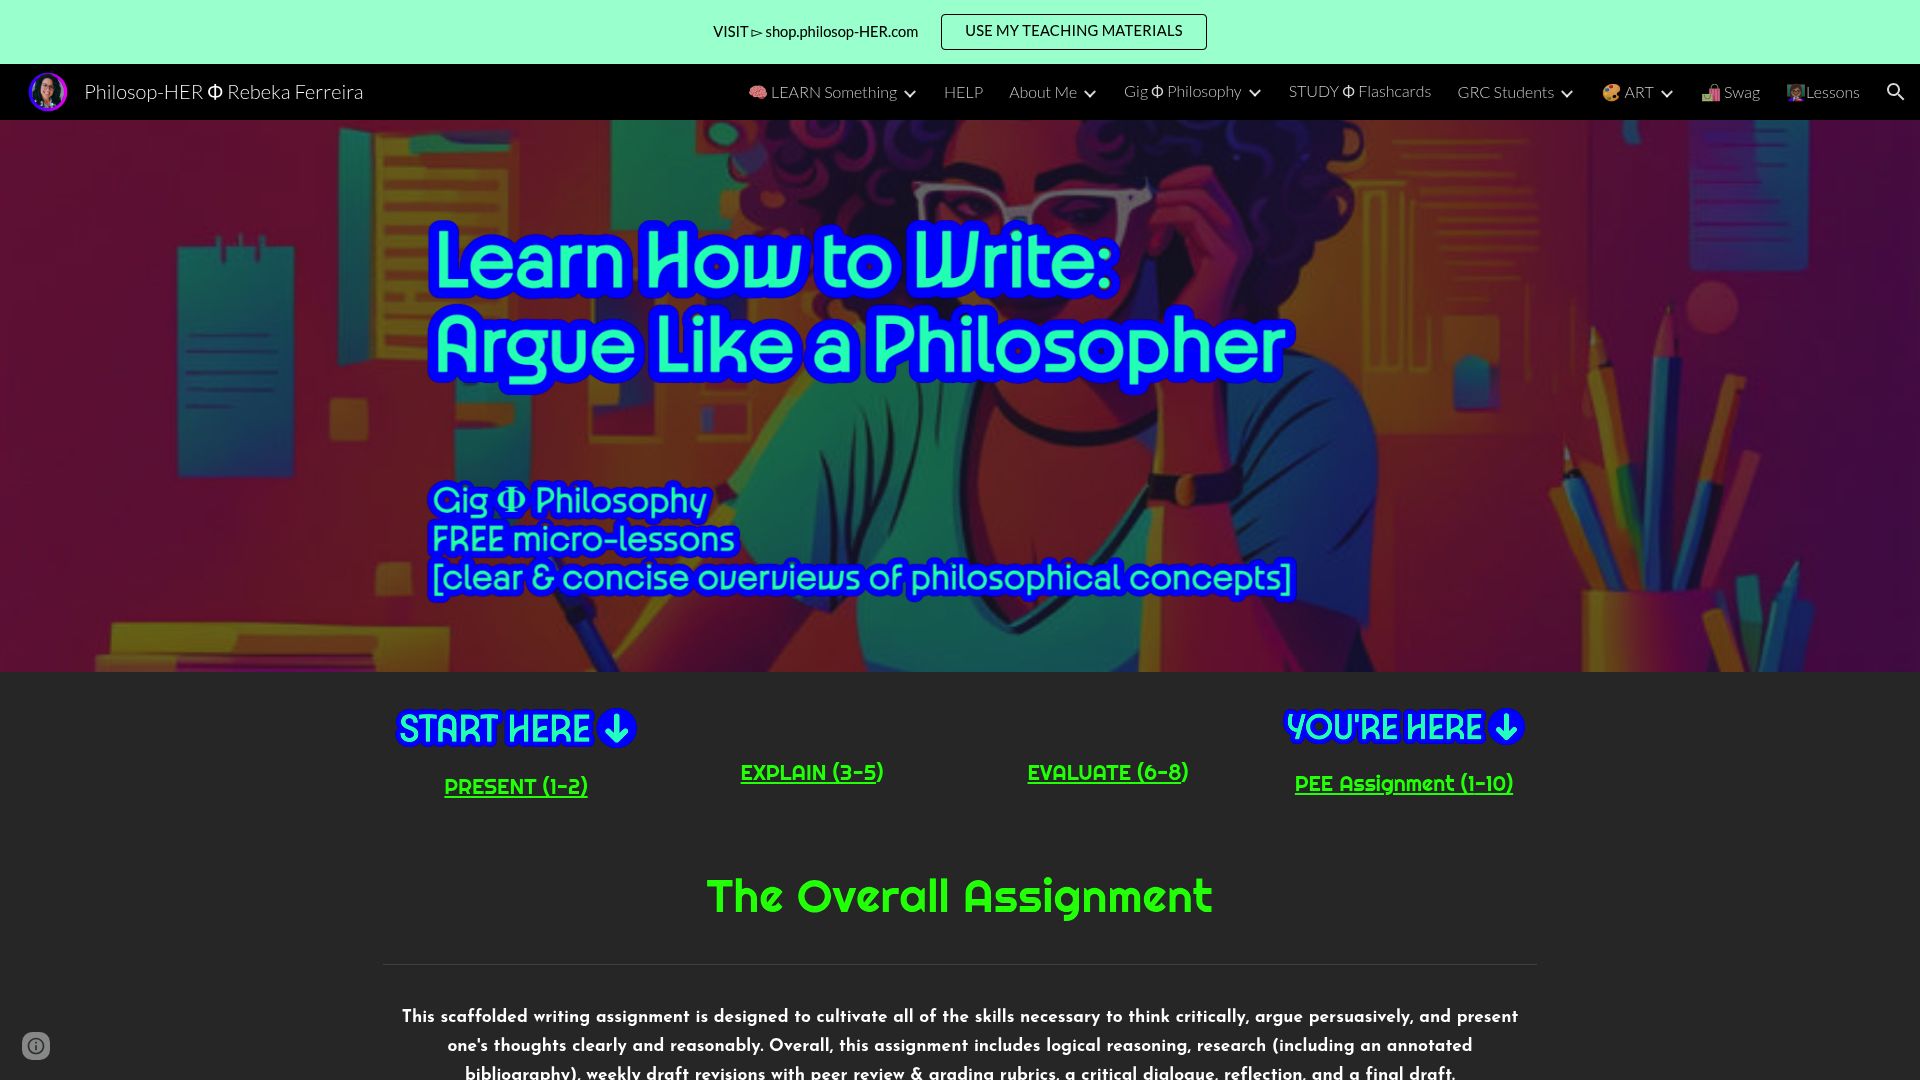 VISIT ▻ shop.philosop-HER.com
USE MY TEACHING MATERIALS
Philosop-HER Φ Rebeka Ferreira
🧠 LEARN Something
HELP
About Me
Gig Φ Philosophy
STUDY Φ Flashcards
GRC Students
🎨 ART
🛍️ Swag
👩🏽‍🏫Lessons
Learn How to Write:
Argue Like a Philosopher
Gig Φ Philosophy
FREE micro-lessons
[clear & concise overviews of philosophical concepts]
START HERE
PRESENT (1-2)
EXPLAIN (3-5)
EVALUATE (6-8)
YOU'RE HERE
PEE Assignment (1-10)
The Overall Assignment
This scaffolded writing assignment is designed to cultivate all of the skills necessary to think critically, argue persuasively, and present
one's thoughts clearly and reasonably. Overall, this assignment includes logical reasoning, research (including an annotated
bibliography), weekly draft revisions with peer review & grading rubrics, a critical dialogue, reflection, and a final draft.